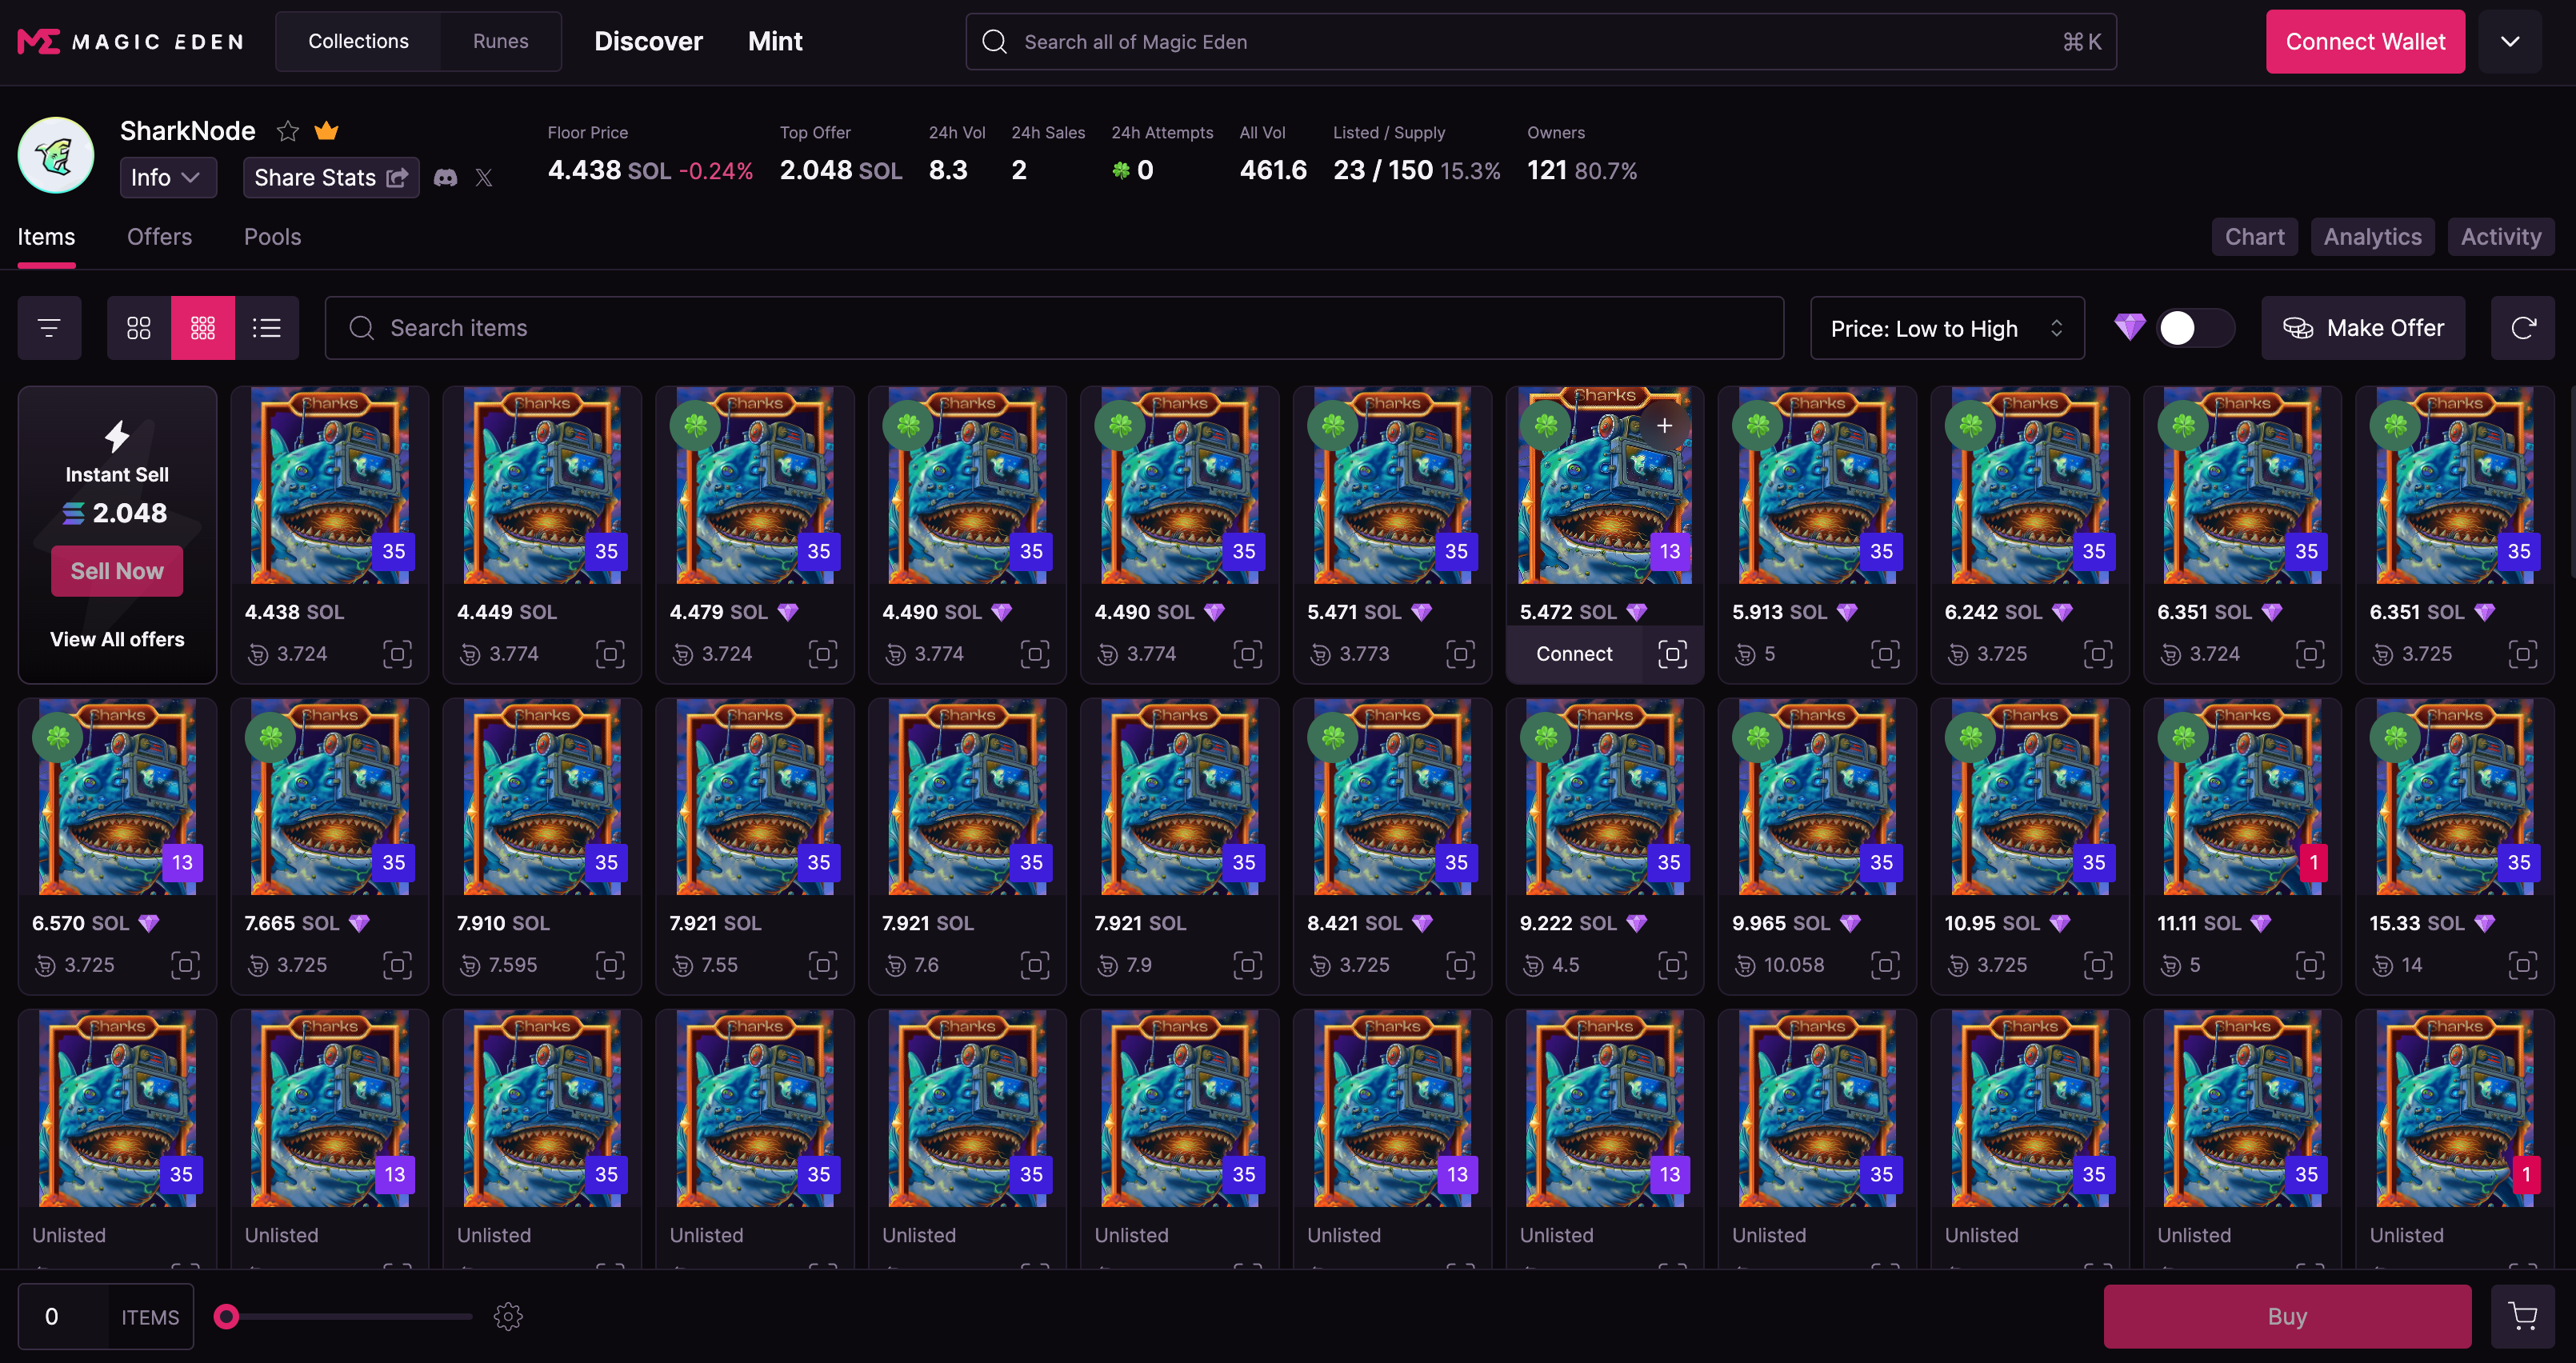 MAGIC EDEN
Collections
Runes
Discover
Mint
Search all of Magic Eden
⌘ K
Connect Wallet
SharkNode
Info
Share Stats
Floor Price
4.438 SOL -0.24%
Top Offer
2.048 SOL
24h Vol
8.3
24h Sales
2
24h Attempts
0
All Vol
461.6
Listed / Supply
23 / 150 15.3%
Owners
121 80.7%
Items
Offers
Pools
Chart
Analytics
Activity
Search items
Price: Low to High
Make Offer
Instant Sell
2.048
Sell Now
View All offers
Sharks
35
4.438 SOL
3.724
Sharks
35
4.449 SOL
3.774
Sharks
35
4.479 SOL
3.724
Sharks
35
4.490 SOL
3.774
Sharks
35
4.490 SOL
3.774
Sharks
35
5.471 SOL
3.773
Sharks
13
5.472 SOL
Connect
Sharks
35
5.913 SOL
5
Sharks
35
6.242 SOL
3.725
Sharks
35
6.351 SOL
3.724
Sharks
35
6.351 SOL
3.725
Sharks
13
6.570 SOL
3.725
Sharks
35
7.665 SOL
3.725
Sharks
35
7.910 SOL
7.595
Sharks
35
7.921 SOL
7.55
Sharks
35
7.921 SOL
7.6
Sharks
35
7.921 SOL
7.9
Sharks
35
8.421 SOL
3.725
Sharks
35
9.222 SOL
4.5
Sharks
35
9.965 SOL
10.058
Sharks
35
10.95 SOL
3.725
Sharks
1
11.11 SOL
5
Sharks
35
15.33 SOL
14
Sharks
35
Unlisted
Sharks
13
Unlisted
Sharks
35
Unlisted
Sharks
35
Unlisted
Sharks
35
Unlisted
Sharks
35
Unlisted
Sharks
13
Unlisted
Sharks
13
Unlisted
Sharks
35
Unlisted
Sharks
35
Unlisted
Sharks
35
Unlisted
Sharks
1
Unlisted
0 ITEMS
Buy